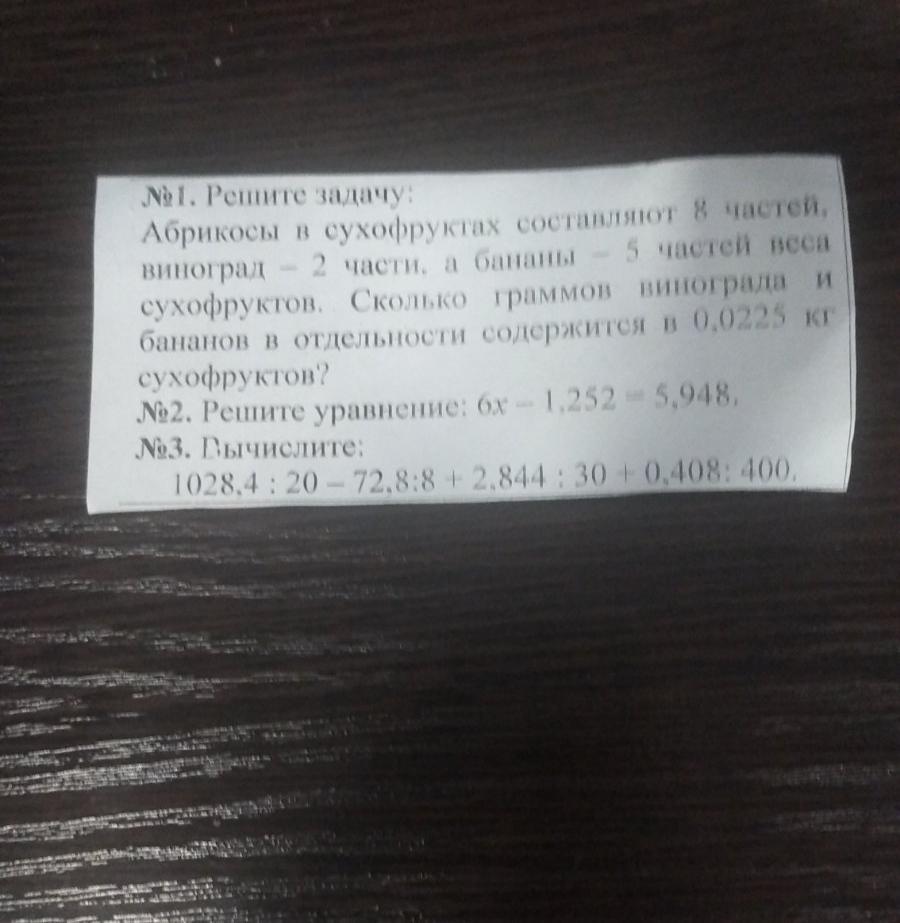 №1. Решите задачу:
Абрикосы в сухофруктах составляют 8 частей,
виноград – 2 части, а бананы – 5 частей веса
сухофруктов. Сколько граммов винограда и
бананов в отдельности содержится в 0,0225 кг
сухофруктов?
№2. Решите уравнение: 6x – 1,252 = 5,948.
№3. Вычислите:
1028,4 : 20 – 72,8:8 + 2,844 : 30 + 0,408: 400.